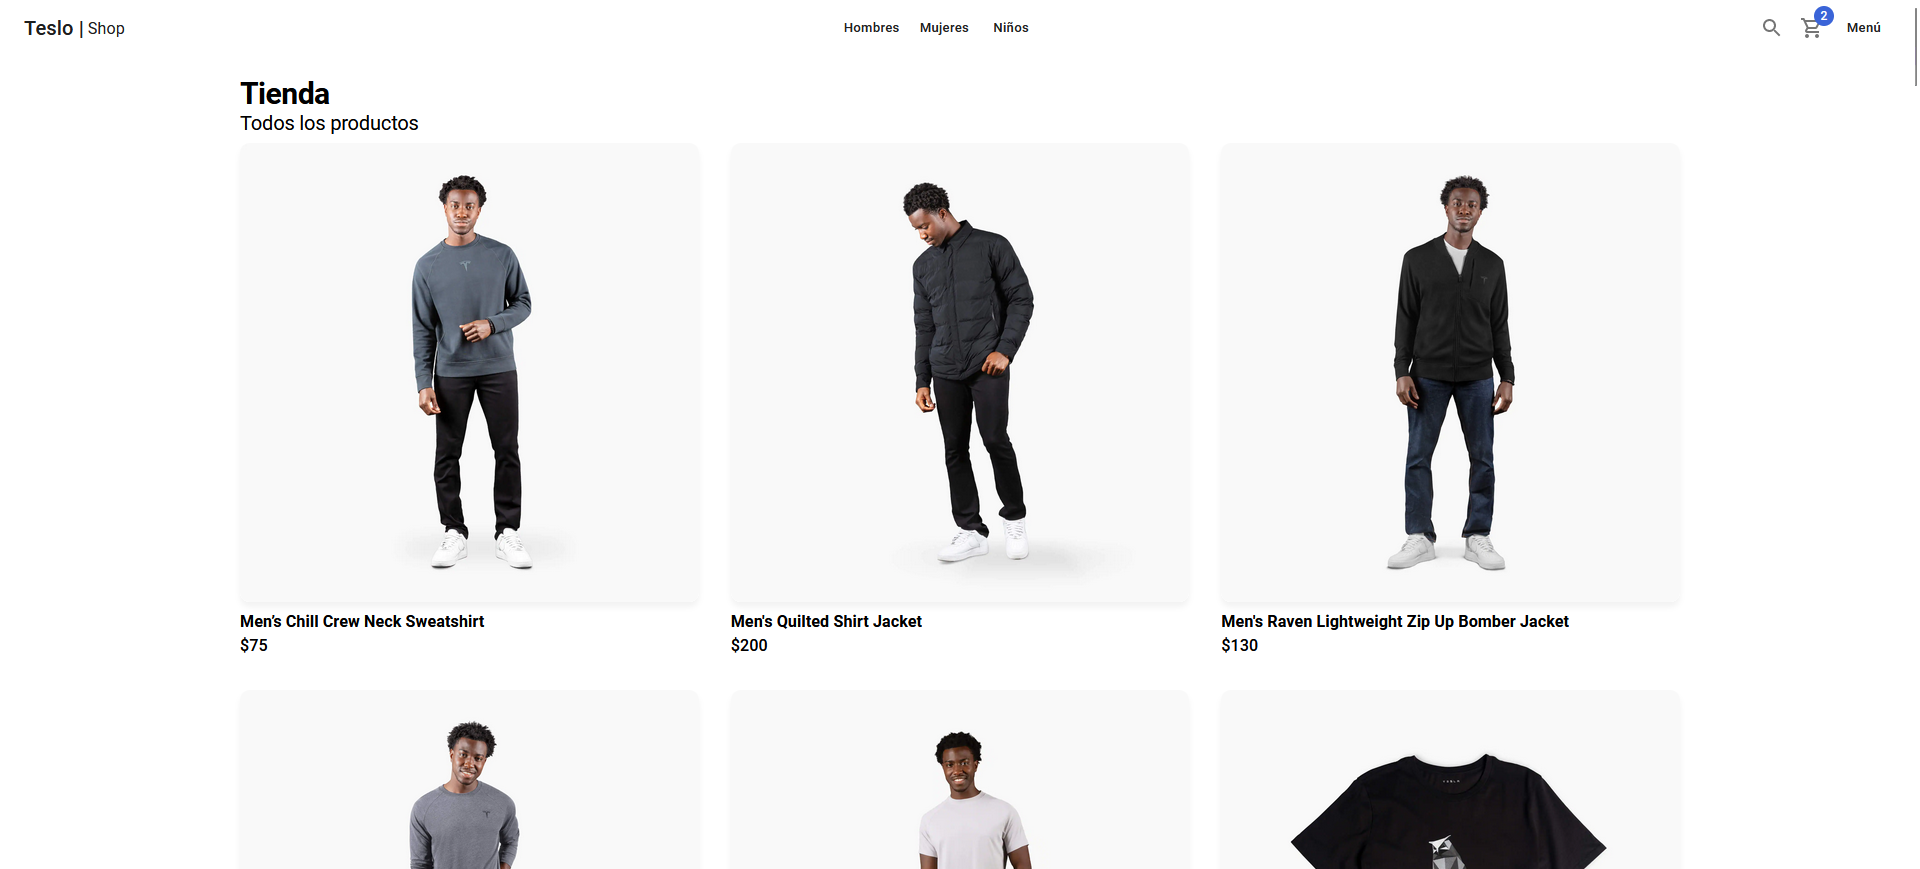 Teslo | Shop
Hombres
Mujeres
Niños
2
Menú
Tienda
Todos los productos
Men’s Chill Crew Neck Sweatshirt
$75
Men's Quilted Shirt Jacket
$200
Men's Raven Lightweight Zip Up Bomber Jacket
$130